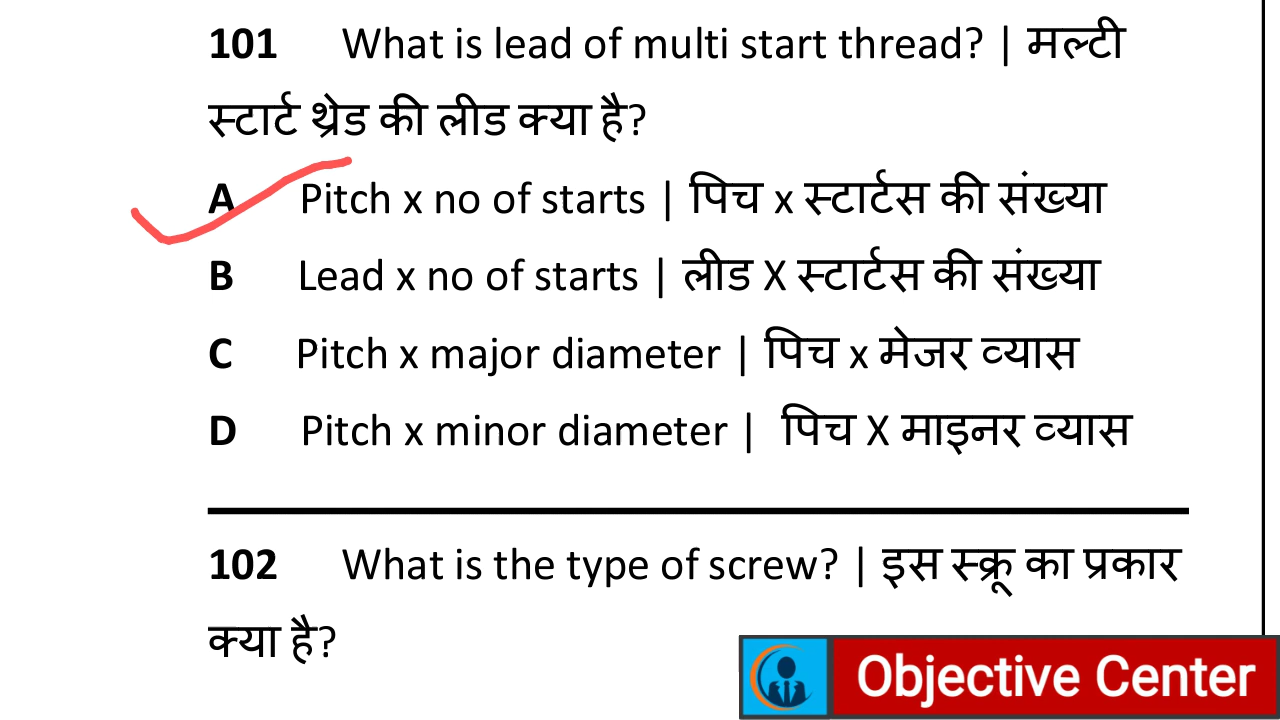 101 What is lead of multi start thread? | मल्टी
स्टार्ट थ्रेड की लीड क्या है?
A Pitch x no of starts | पिच x स्टार्टस की संख्या
B Lead x no of starts | लीड X स्टार्टस की संख्या
C Pitch x major diameter | पिच x मेजर व्यास
D Pitch x minor diameter | पिच X माइनर व्यास
102 What is the type of screw? | इस स्क्रू का प्रकार
क्या है?
Objective Center